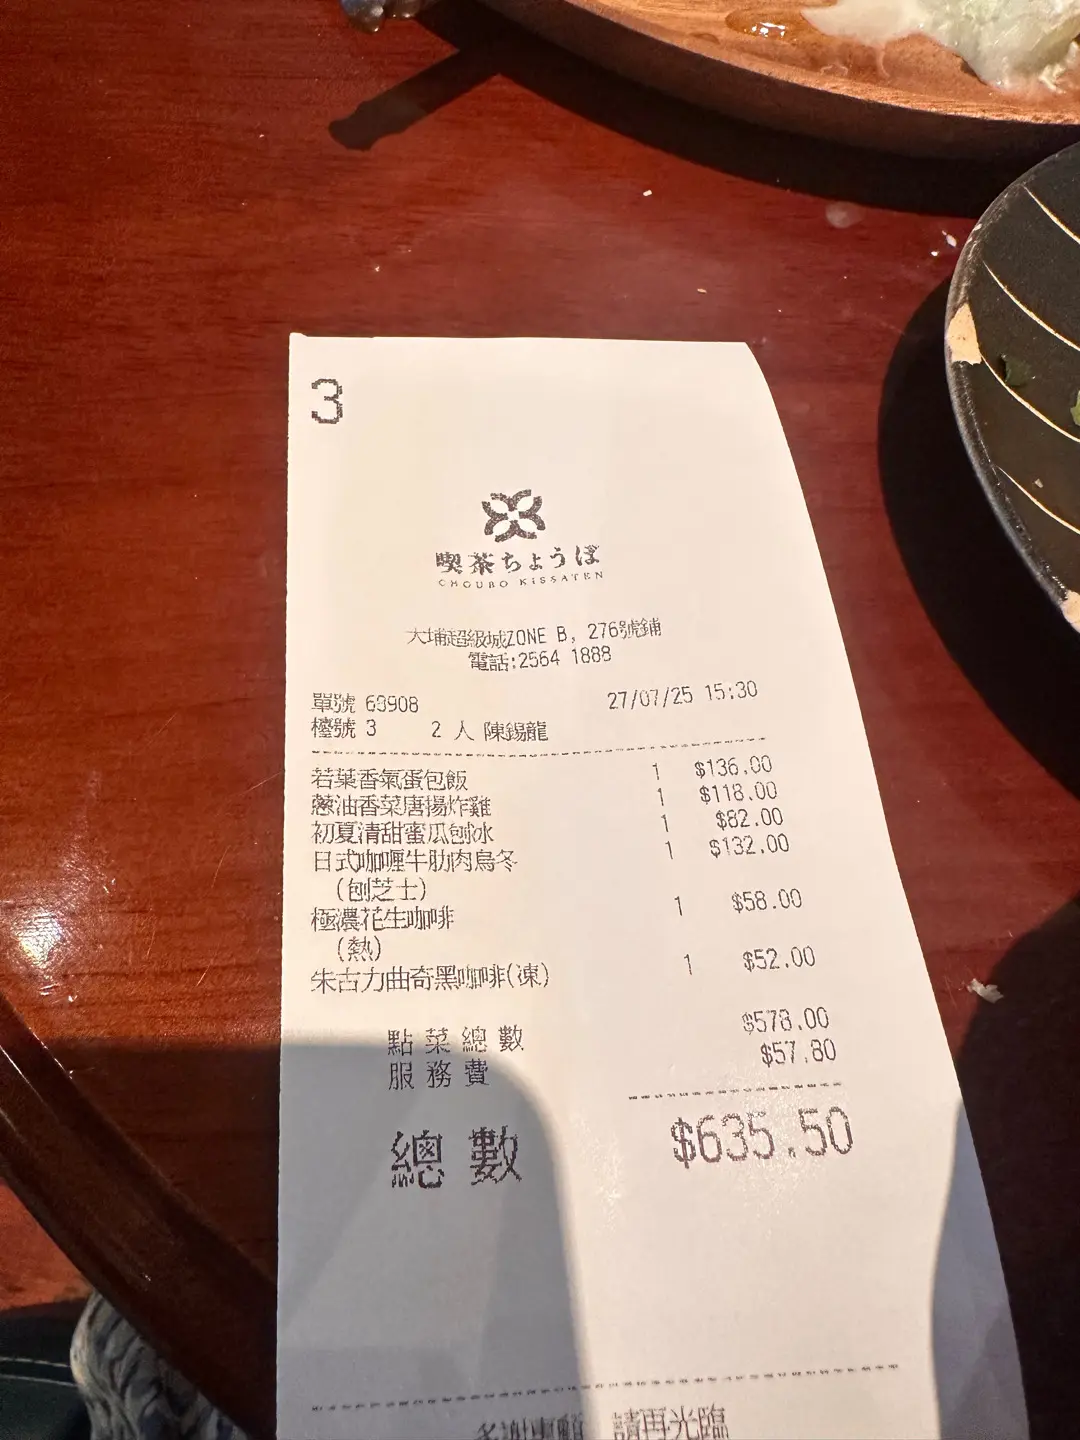 3
喫茶ちょうぼ
CHOUBO KISSATEN
大埔超級城ZONE B, 276號鋪
電話:2564 1888
單號 63908 27/07/25 15:30
檯號 3 2 人 陳錫龍
若葉香氣蛋包飯 1 $136.00
蔥油香菜唐揚炸雞 1 $118.00
初夏清甜蜜瓜刨冰 1 $82.00
日式咖喱牛肋肉烏冬 1 $132.00
(刨芝士)
極濃花生咖啡 1 $58.00
(熱)
朱古力曲奇黑咖啡(凍) 1 $52.00
點菜總數 $578.00
服務費 $57.80
總數 $635.50
多謝惠顧 請再光臨